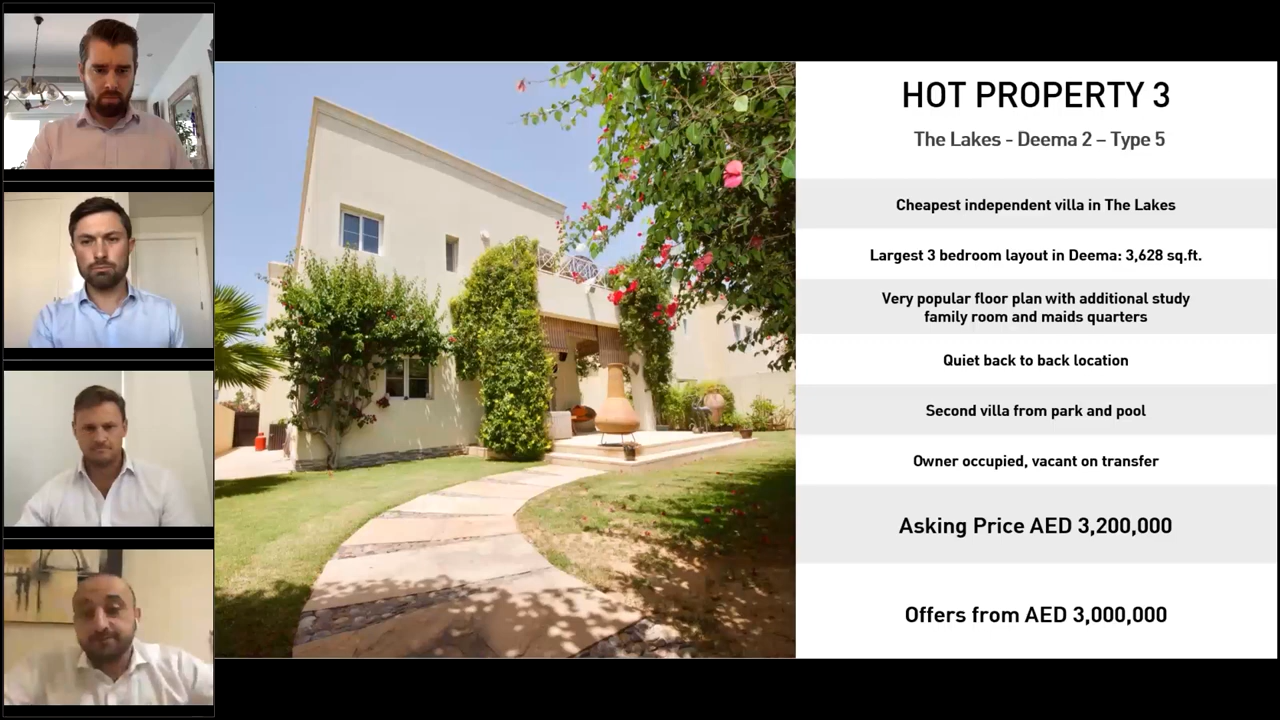 HOT PROPERTY 3
The Lakes - Deema 2 – Type 5
Cheapest independent villa in The Lakes
Largest 3 bedroom layout in Deema: 3,628 sq.ft.
Very popular floor plan with additional study
family room and maids quarters
Quiet back to back location
Second villa from park and pool
Owner occupied, vacant on transfer
Asking Price AED 3,200,000
Offers from AED 3,000,000